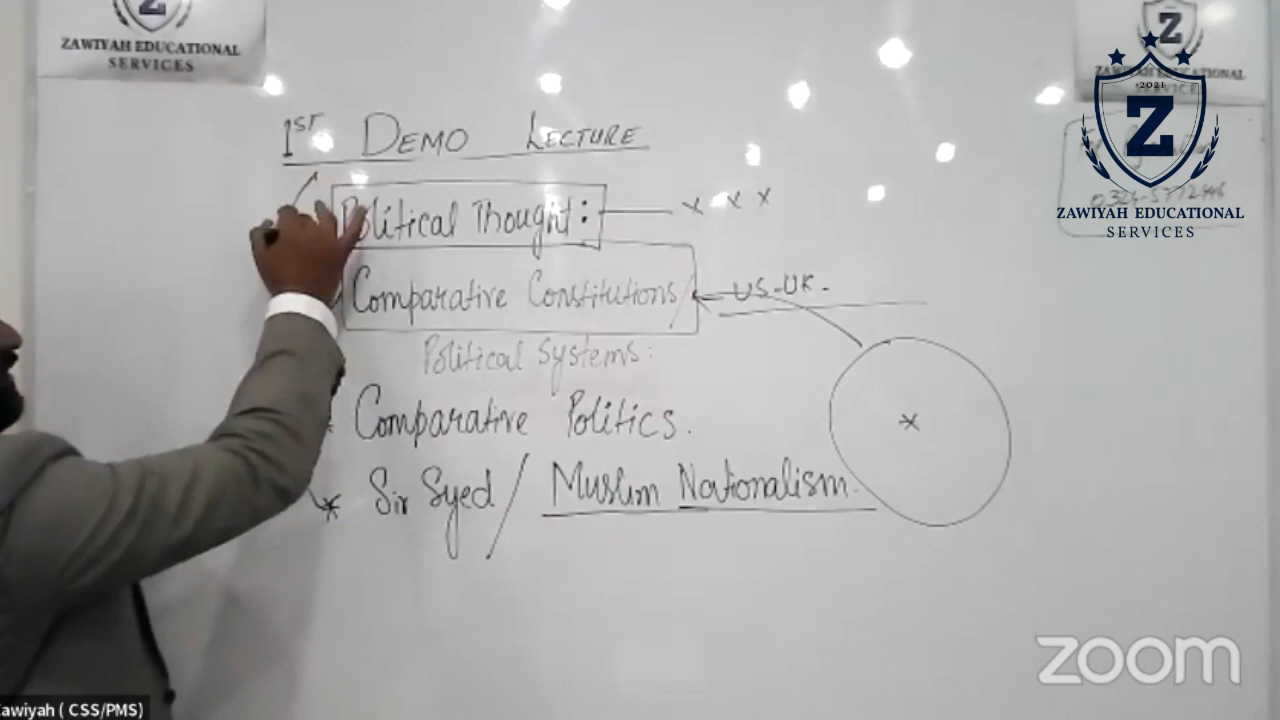 ZAWIYAH EDUCATIONAL
SERVICES
Z
2021
ZAWIYAH EDUCATIONAL
SERVICES
1ST DEMO LECTURE
Political Thought: x x x
Comparative Constitutions / US-UK-
Political Systems:
* Comparative Politics.
* Sir Syed / Muslim Nationalism.
x
zoom
Zawiyah ( CSS/PMS)